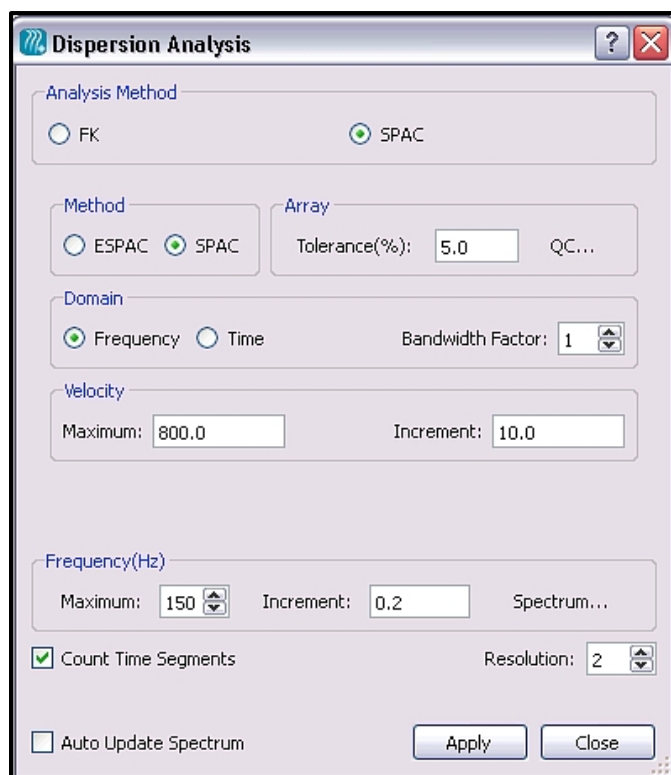 Dispersion Analysis
Analysis Method
FK SPAC
Method Array
ESPAC SPAC Tolerance(%): 5.0 QC...
Domain
Frequency Time Bandwidth Factor: 1
Velocity
Maximum: 800.0 Increment: 10.0
Frequency(Hz)
Maximum: 150 Increment: 0.2 Spectrum...
Count Time Segments Resolution: 2
Auto Update Spectrum Apply Close